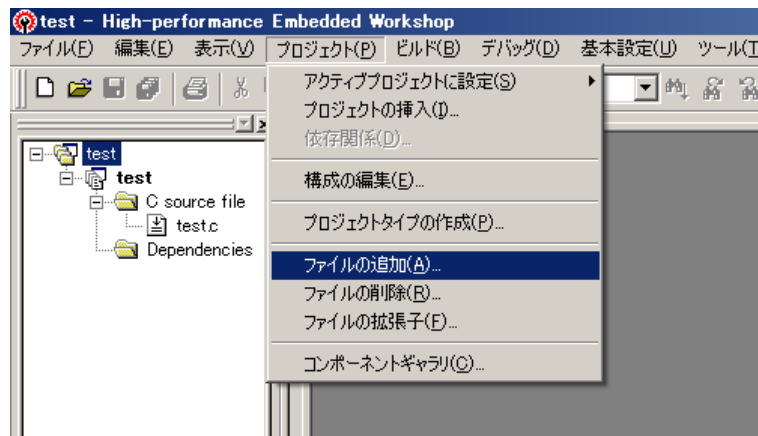 test - High-performance Embedded Workshop
ファイル(F) 編集(E) 表示(V) プロジェクト(P) ビルド(B) デバッグ(D) 基本設定(U) ツール(T
アクティブプロジェクトに設定(S)
プロジェクトの挿入(I)...
依存関係(D)...
構成の編集(E)...
プロジェクトタイプの作成(P)...
ファイルの追加(A)...
ファイルの削除(R)...
ファイルの拡張子(F)...
コンポーネントギャラリ(C)...
test
test
C source file
test.c
Dependencies